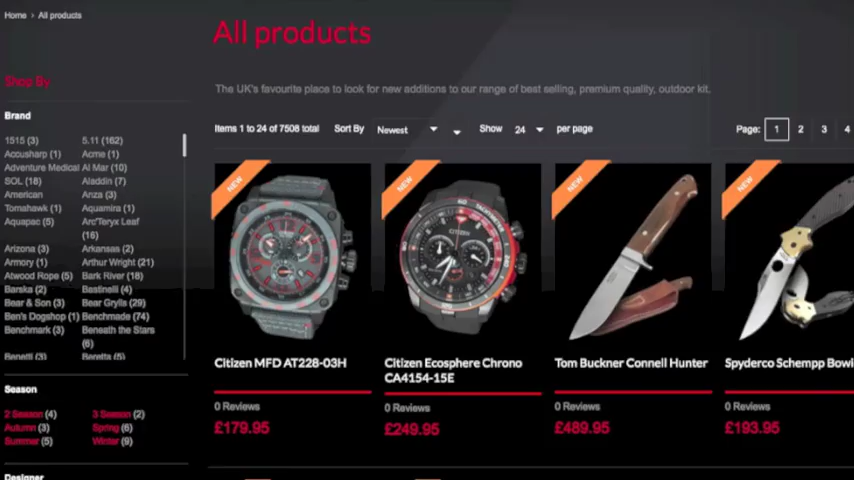 Home › All products
All products
Shop By
The UK's favourite place to look for new additions to our range of best selling, premium quality, outdoor kit.
Brand
Items 1 to 24 of 7508 total Sort By Newest Show 24 per page Page: 1 2 3 4
1515 (3) 5.11 (162)
Accusharp (1) Acme (1)
Adventure Medical Al Mar (10)
SOL (18) Aladdin (7)
American Anza (3)
Tomahawk (1) Aquamira (1)
Aquapac (5) Arc'Teryx Leaf
(16)
Arizona (3) Arkansas (2)
Armory (1) Arthur Wright (21)
Atwood Rope (5) Bark River (18)
Barska (2) Bastinelli (4)
Bear & Son (3) Bear Grylls (29)
Ben's Dogshop (1) Benchmade (74)
Benchmark (3) Beneath the Stars
(6)
Benetti (3) Beretta (5)
NEW
NEW
NEW
NEW
CITIZEN
Citizen MFD AT228-03H
Citizen Ecosphere Chrono
CA4154-15E
Tom Buckner Connell Hunter
Spyderco Schempp Bowi
0 Reviews
0 Reviews
0 Reviews
0 Reviews
£179.95
£249.95
£489.95
£193.95
Season
2 Season (4) 3 Season (2)
Autumn (3) Spring (6)
Summer (5) Winter (9)
Designer